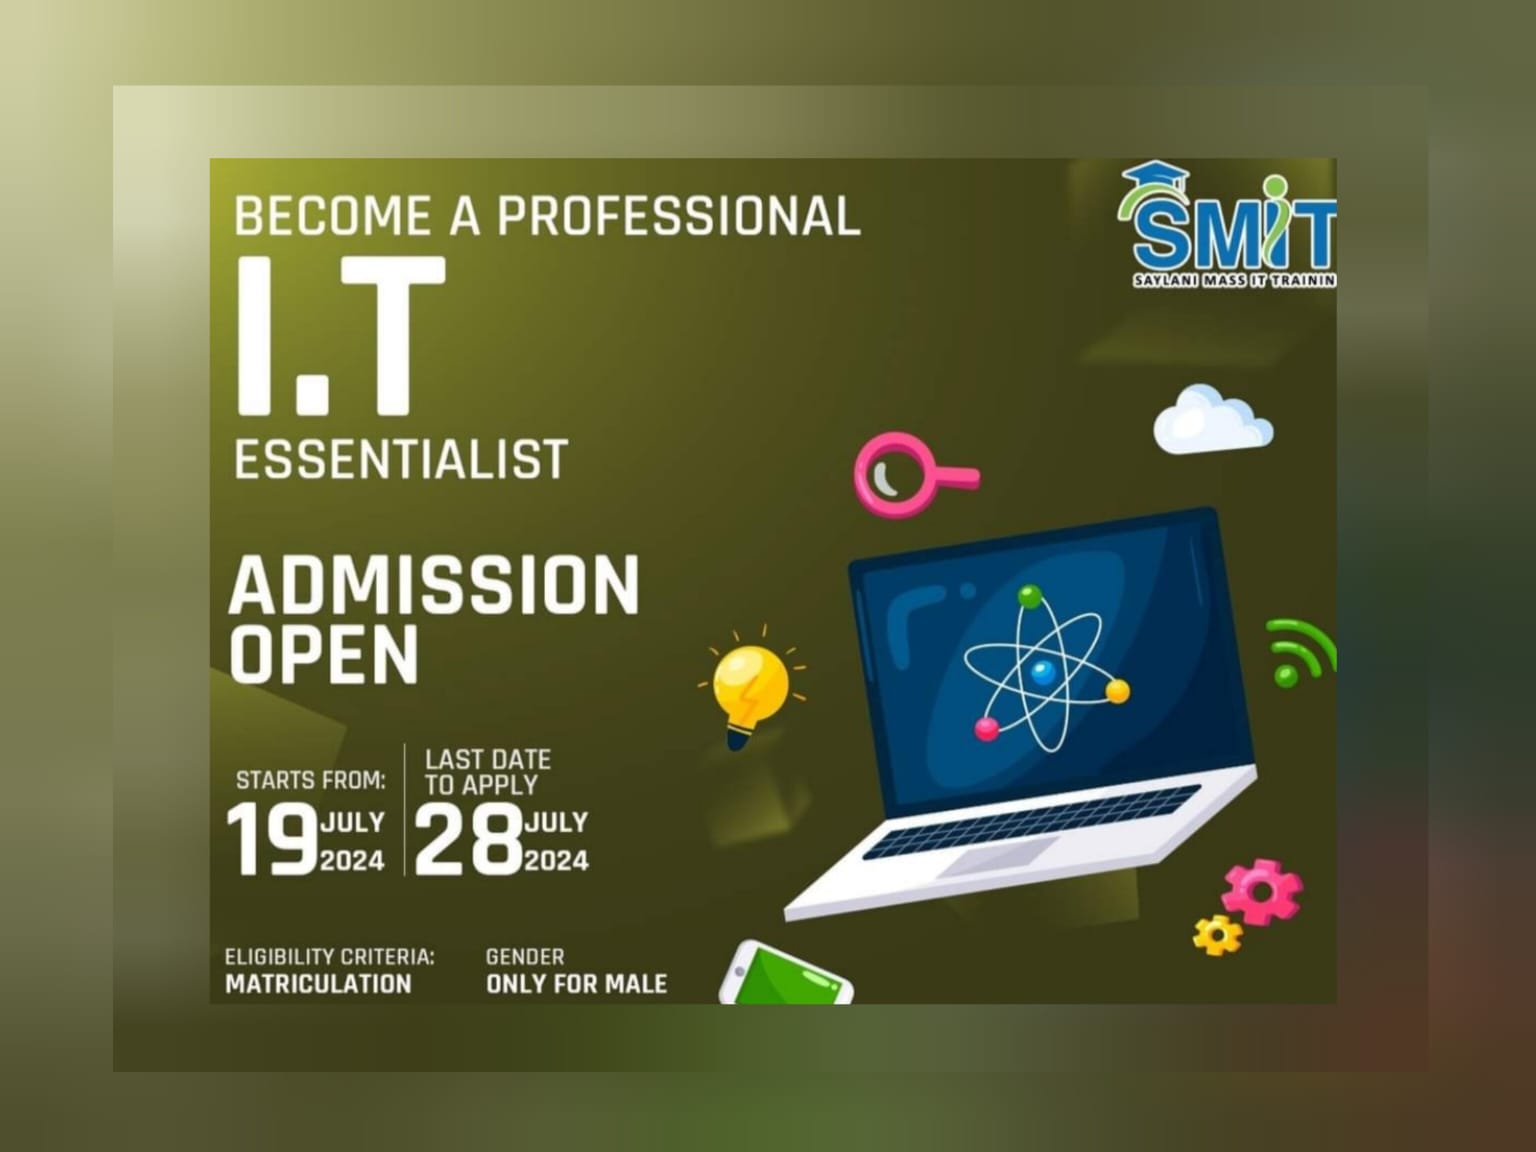 BECOME A PROFESSIONAL
I.T
ESSENTIALIST
SMIT
SAYLANI MASS IT TRAININ
ADMISSION
OPEN
STARTS FROM:
19 JULY
2024
LAST DATE
TO APPLY
28 JULY
2024
ELIGIBILITY CRITERIA:
MATRICULATION
GENDER
ONLY FOR MALE